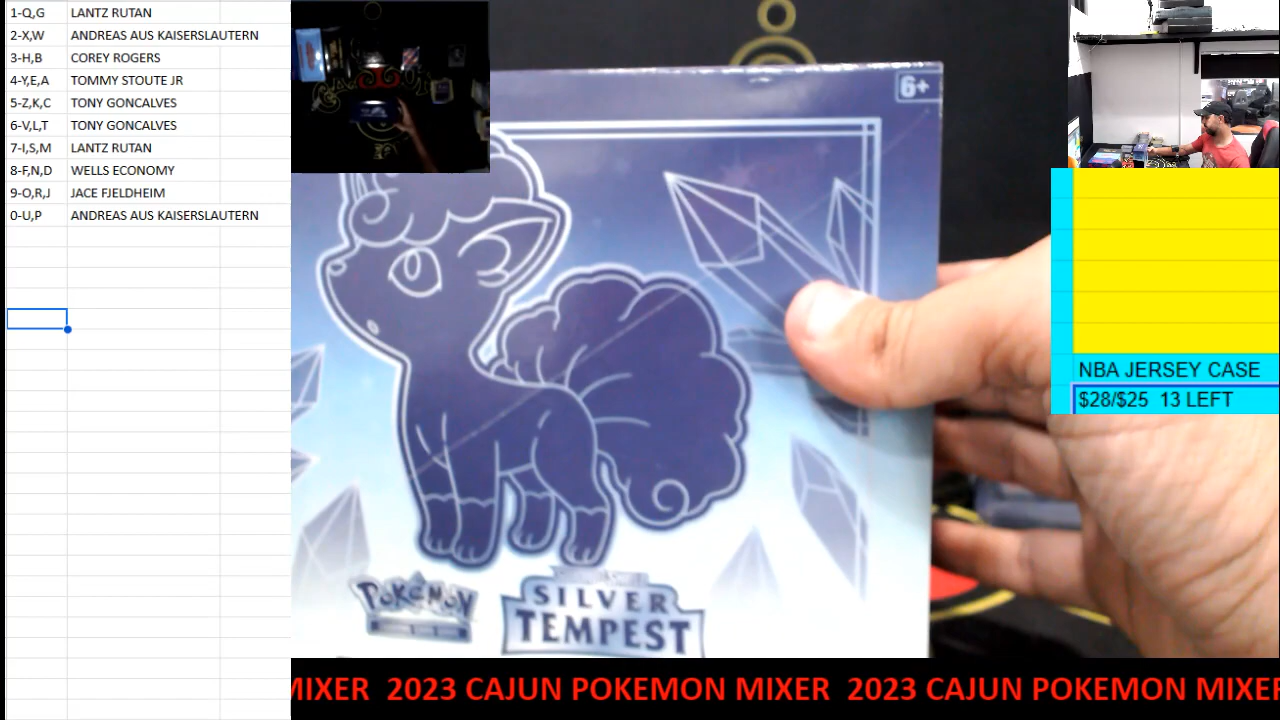 1-Q,G LANTZ RUTAN
2-X,W ANDREAS AUS KAISERSLAUTERN
3-H,B COREY ROGERS
4-Y,E,A TOMMY STOUTE JR
5-Z,K,C TONY GONCALVES
6-V,L,T TONY GONCALVES
7-I,S,M LANTZ RUTAN
8-F,N,D WELLS ECONOMY
9-O,R,J JACE FJELDHEIM
0-U,P ANDREAS AUS KAISERSLAUTERN
6+
POKÉMON
SILVER
TEMPEST
NBA JERSEY CASE
$28/$25 13 LEFT
MIXER 2023 CAJUN POKEMON MIXER 2023 CAJUN POKEMON MIXE